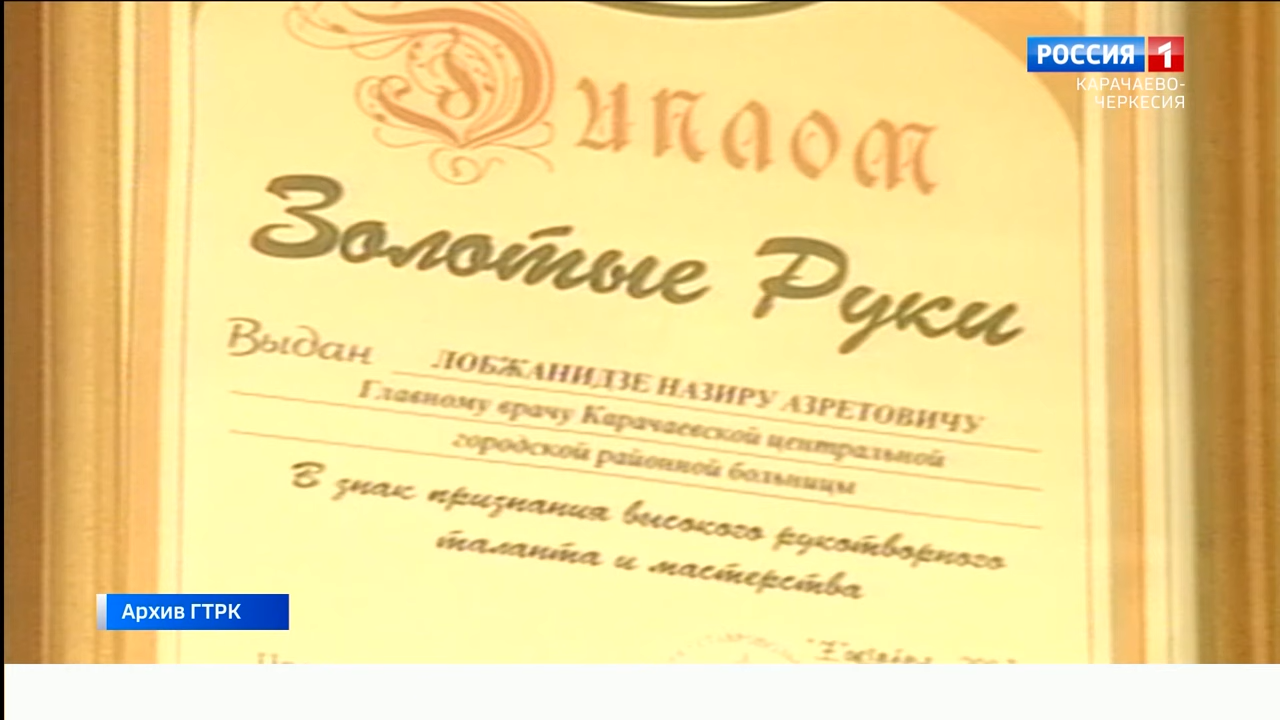 РОССИЯ 1
КАРАЧАЕВО-
ЧЕРКЕСИЯ
Диплом
Золотые Руки
Выдан ЛОБЖАНИДЗЕ НАЗИРУ АЗРЕТОВИЧУ
Главному врачу Карачаевской центральной
городской районной больницы
В знак признания высокого рукотворного
таланта и мастерства
Архив ГТРК